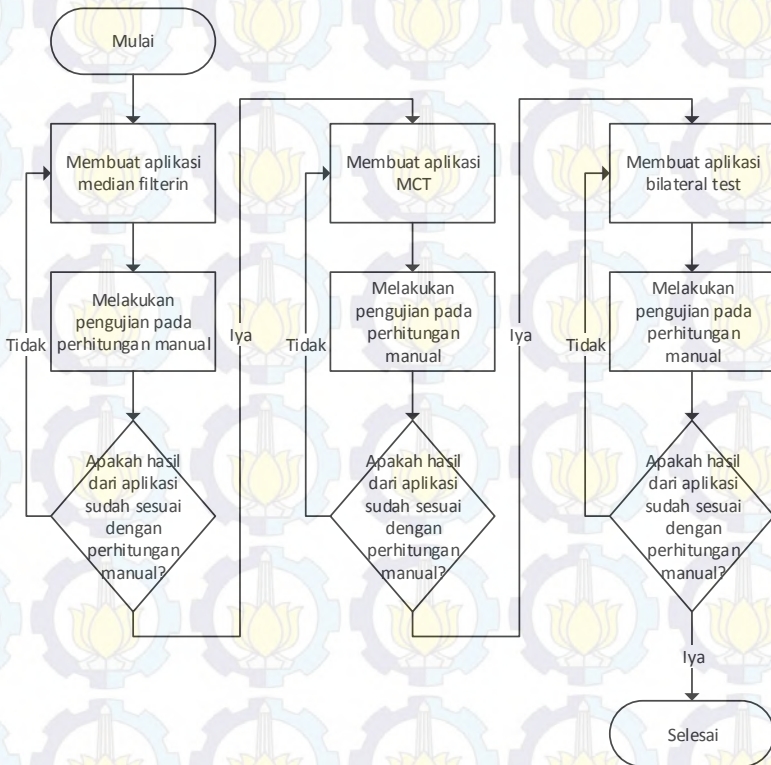 Mulai
Membuat aplikasi
median filterin
Melakukan
pengujian pada
perhitungan manual
Tidak
Apakah hasil
dari aplikasi
sudah sesuai
dengan
perhitungan
manual?
Iya
Membuat aplikasi
MCT
Melakukan
pengujian pada
perhitungan
manual
Tidak
Apakah hasil
dari aplikasi
sudah sesuai
dengan
perhitungan
manual?
Iya
Membuat aplikasi
bilateral test
Melakukan
pengujian pada
perhitungan
manual
Tidak
Apakah hasil
dari aplikasi
sudah sesuai
dengan
perhitungan
manual?
Iya
Selesai